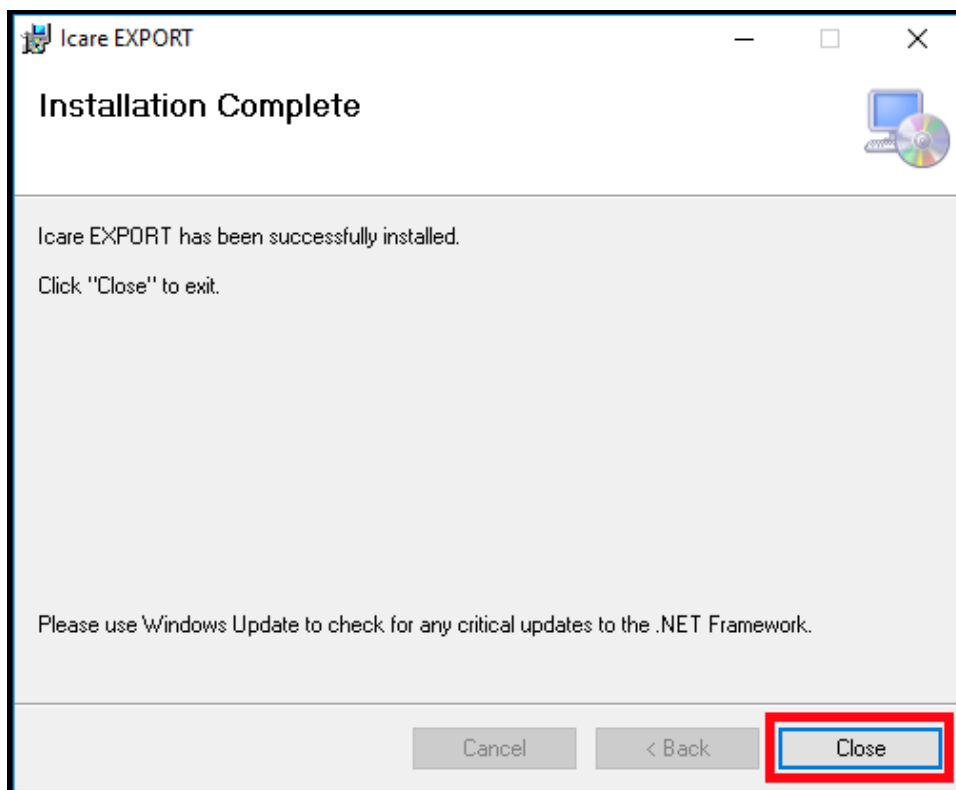 Icare EXPORT
Installation Complete
Icare EXPORT has been successfully installed.
Click "Close" to exit.
Please use Windows Update to check for any critical updates to the .NET Framework.
Cancel
< Back
Close